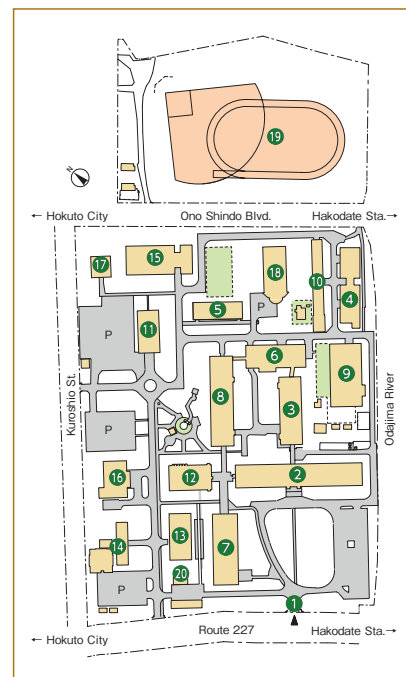 19
N
← Hokuto City Ono Shindo Blvd. Hakodate Sta. →
17
15
18
10
4
5
P
P
11
6
9
8
3
Kuroshio St.
Odajima River
P
16
12
2
14
13
7
20
P
1
← Hokuto City Route 227 Hakodate Sta. →